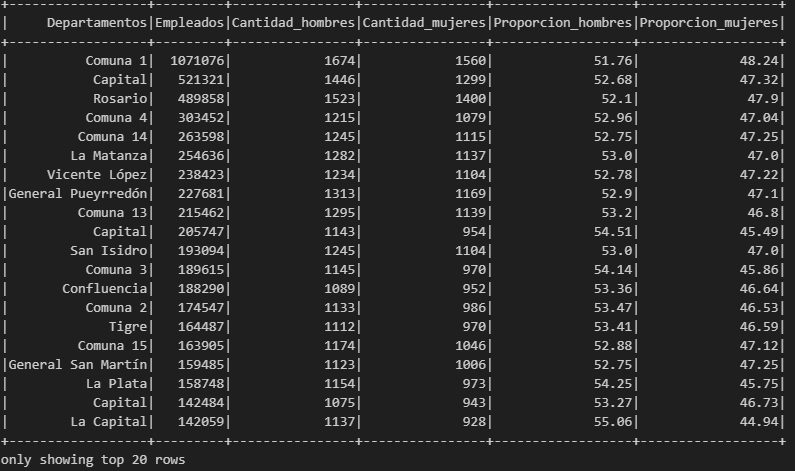 +-----------------+---------+----------------+----------------+------------------+------------------+
|    Departamentos|Empleados|Cantidad_hombres|Cantidad_mujeres|Proporcion_hombres|Proporcion_mujeres|
+-----------------+---------+----------------+----------------+------------------+------------------+
|         Comuna 1|  1071076|            1674|            1560|             51.76|             48.24|
|          Capital|   521321|            1446|            1299|             52.68|             47.32|
|          Rosario|   489858|            1523|            1400|              52.1|              47.9|
|         Comuna 4|   303452|            1215|            1079|             52.96|             47.04|
|        Comuna 14|   263598|            1245|            1115|             52.75|             47.25|
|       La Matanza|   254636|            1282|            1137|              53.0|              47.0|
|    Vicente López|   238423|            1234|            1104|             52.78|             47.22|
|General Pueyrredón|   227681|            1313|            1169|              52.9|              47.1|
|        Comuna 13|   215462|            1295|            1139|              53.2|              46.8|
|          Capital|   205747|            1143|             954|             54.51|             45.49|
|       San Isidro|   193094|            1245|            1104|              53.0|              47.0|
|         Comuna 3|   189615|            1145|             970|             54.14|             45.86|
|      Confluencia|   188290|            1089|             952|             53.36|             46.64|
|         Comuna 2|   174547|            1133|             986|             53.47|             46.53|
|            Tigre|   164487|            1112|             970|             53.41|             46.59|
|        Comuna 15|   163905|            1174|            1046|             52.88|             47.12|
|General San Martín|   159485|            1123|            1006|             52.75|             47.25|
|         La Plata|   158748|            1154|             973|             54.25|             45.75|
|          Capital|   142484|            1075|             943|             53.27|             46.73|
|       La Capital|   142059|            1137|             928|             55.06|             44.94|
+-----------------+---------+----------------+----------------+------------------+------------------+
only showing top 20 rows